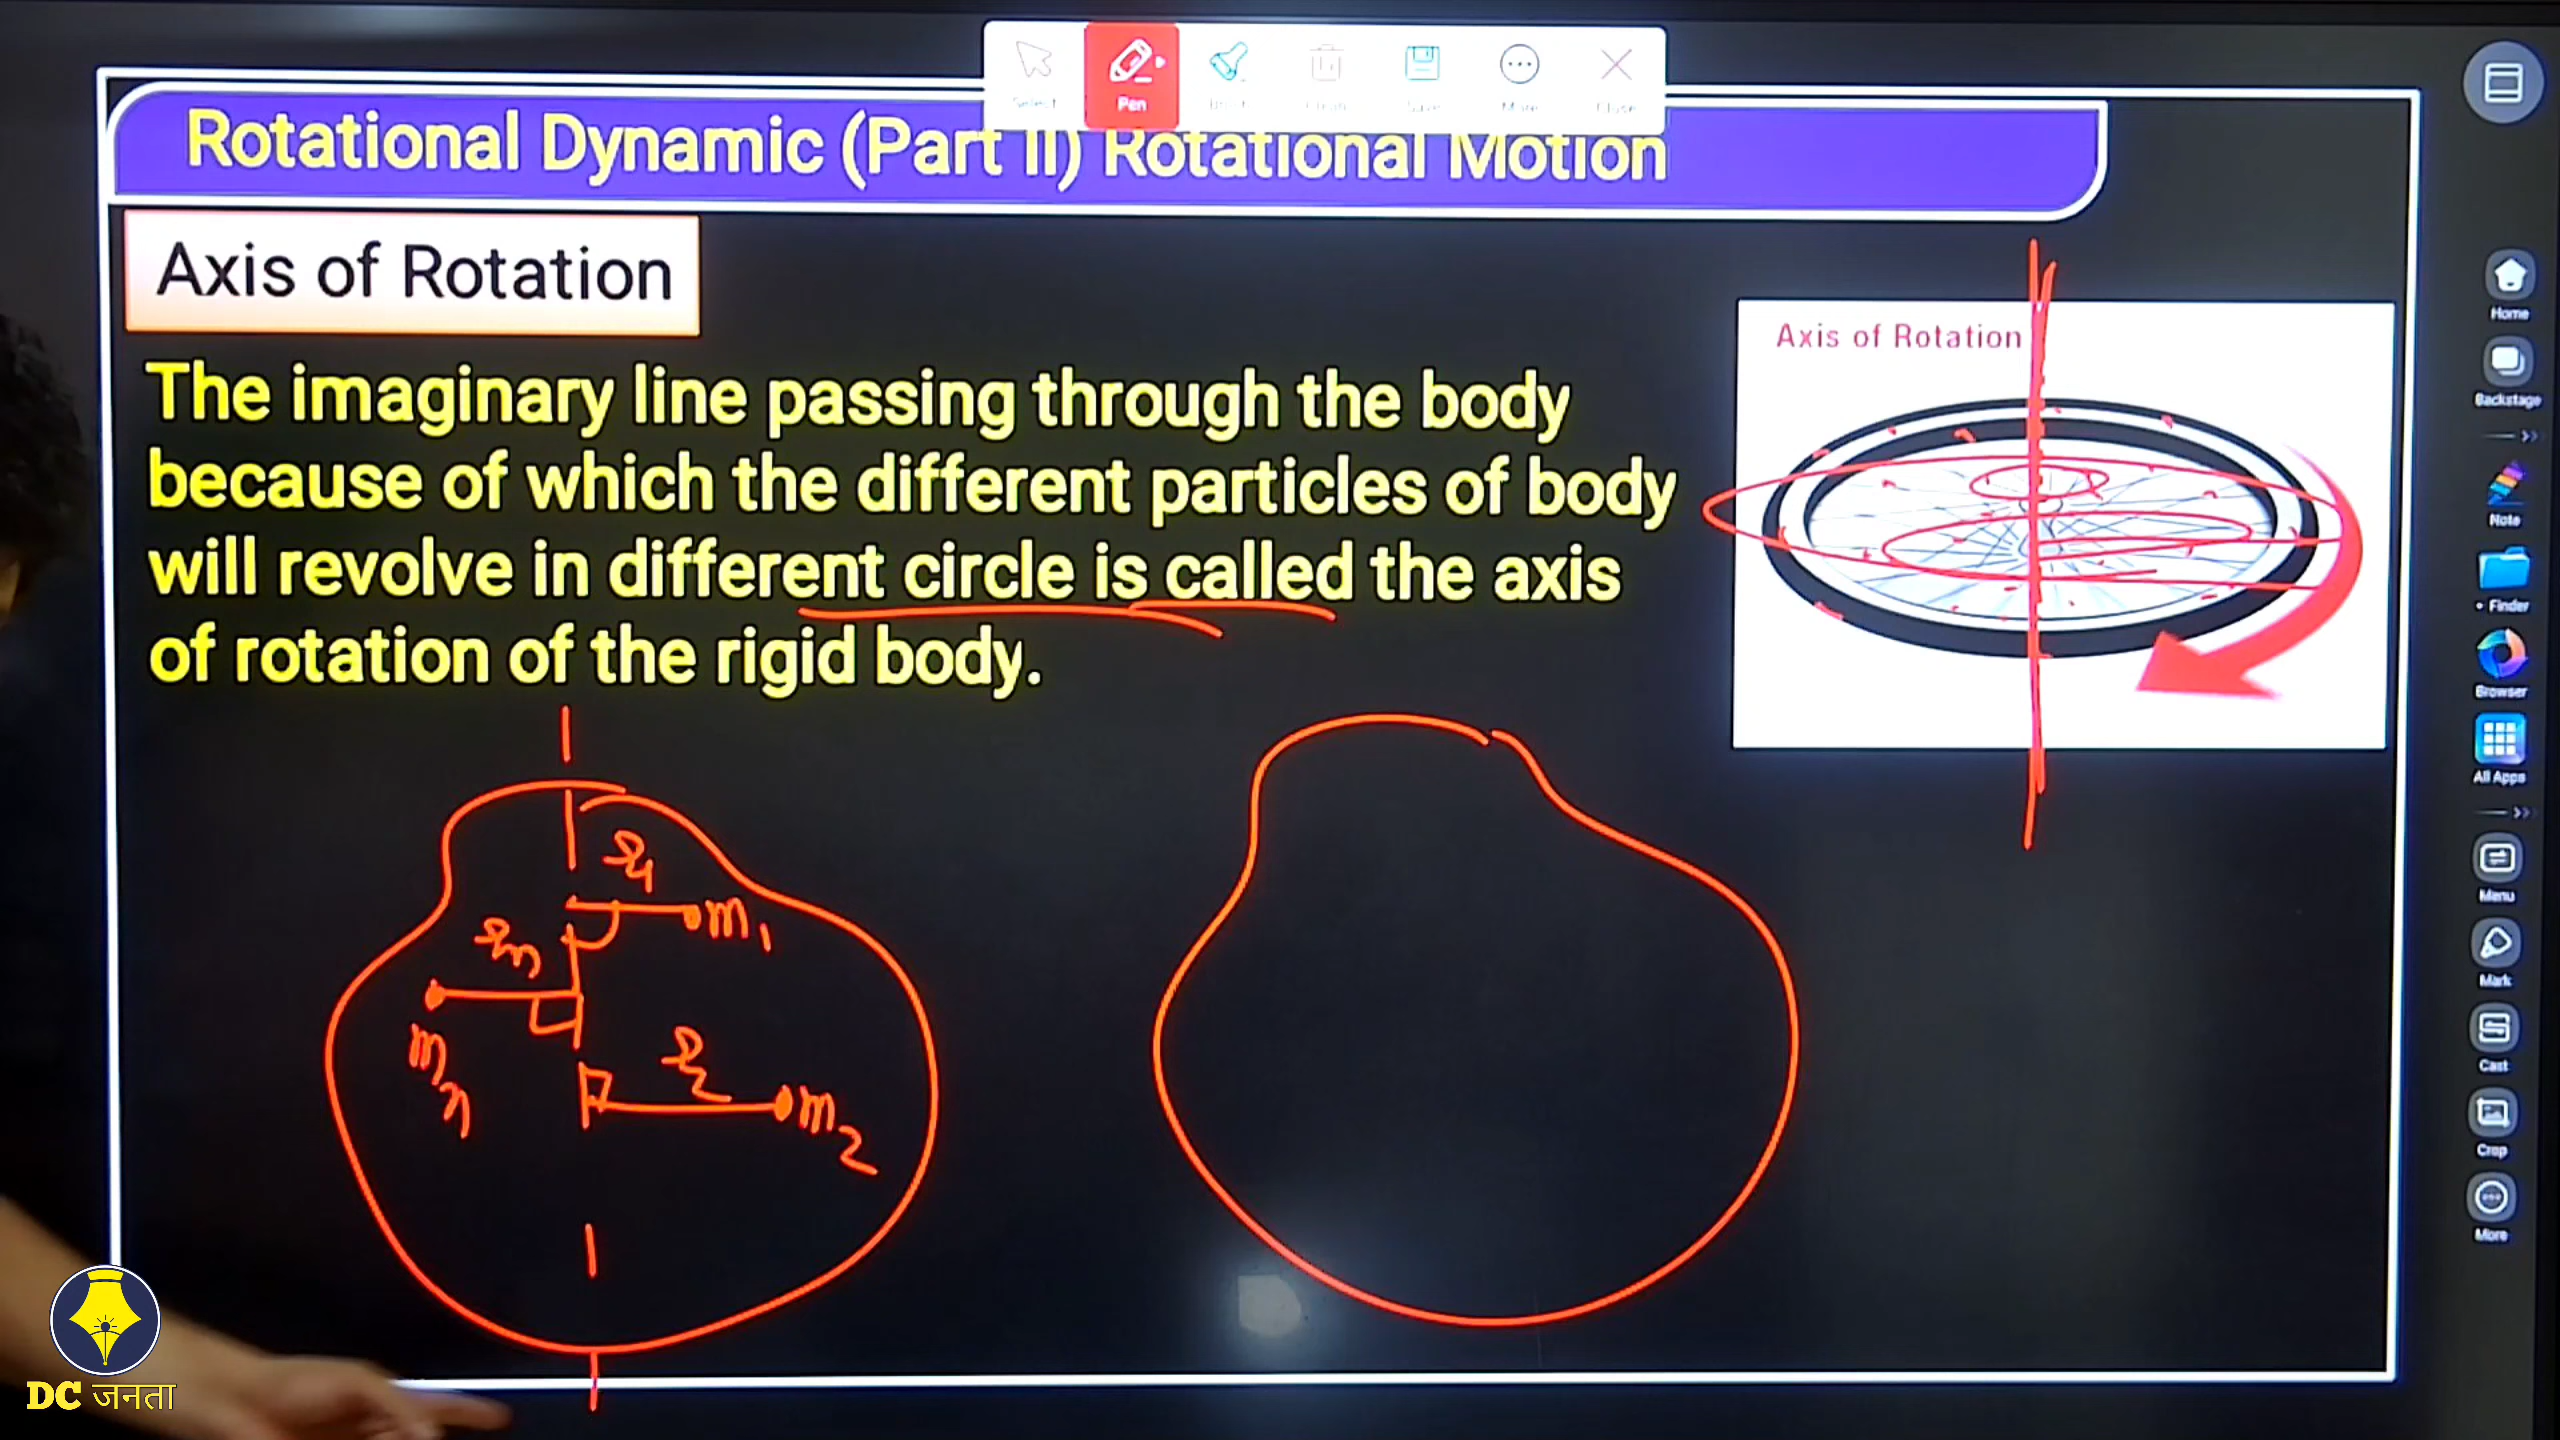 Pen
Rotational Dynamic (Part II) Rotational Motion
Axis of Rotation
The imaginary line passing through the body
because of which the different particles of body
will revolve in different circle is called the axis
of rotation of the rigid body.
Axis of Rotation
r1
m1
rn
mn
r2
m2
Home
Backstage
Note
Finder
Browser
All Apps
Menu
Mark
Cast
Crop
More
DC जनता